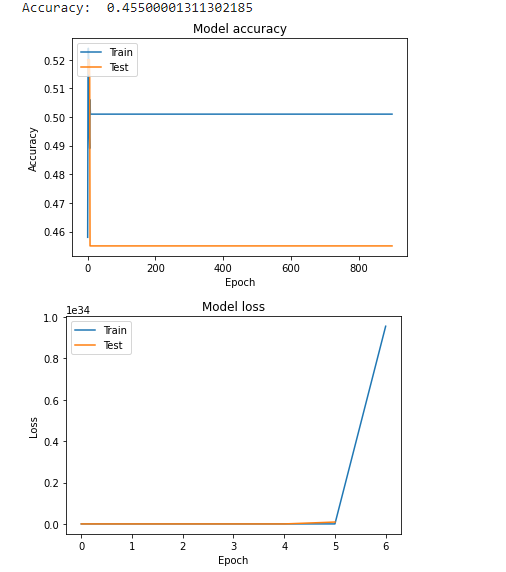 Accuracy:  0.45500001311302185
Model accuracy
Train
Test
0.52
0.51
0.50
0.49
0.48
0.47
0.46
Accuracy
0
200
400
600
800
Epoch
Model loss
1e34
Train
Test
1.0
0.8
0.6
0.4
0.2
0.0
Loss
0
1
2
3
4
5
6
Epoch